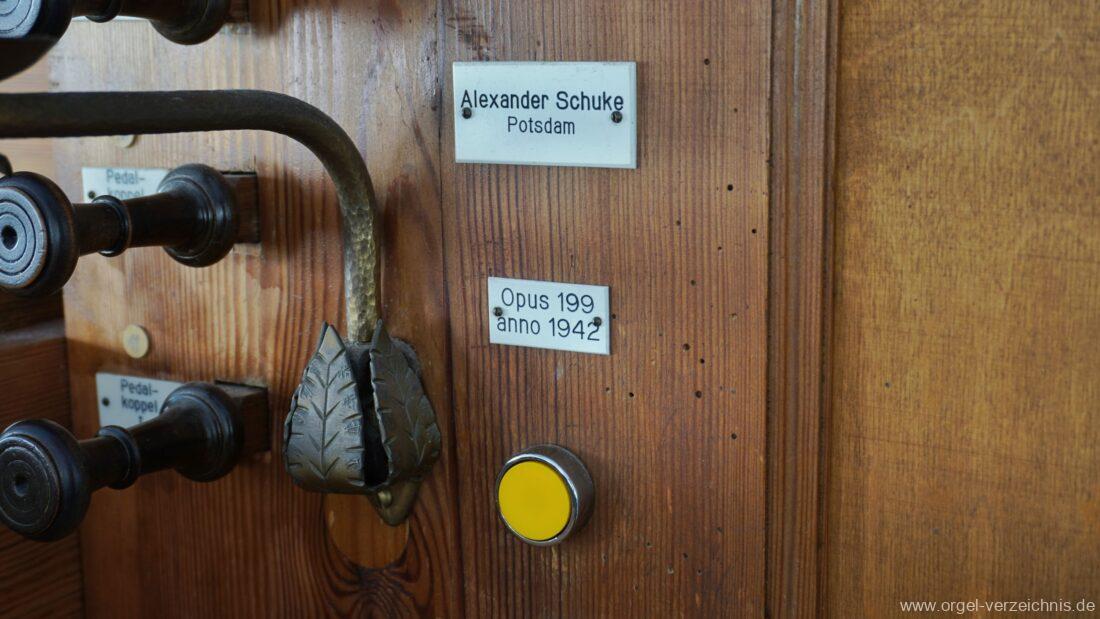 Alexander Schuke
Potsdam
Pedal-
koppel
Opus 199
anno 1942
Pedal-
koppel
I
www.orgel-verzeichnis.de